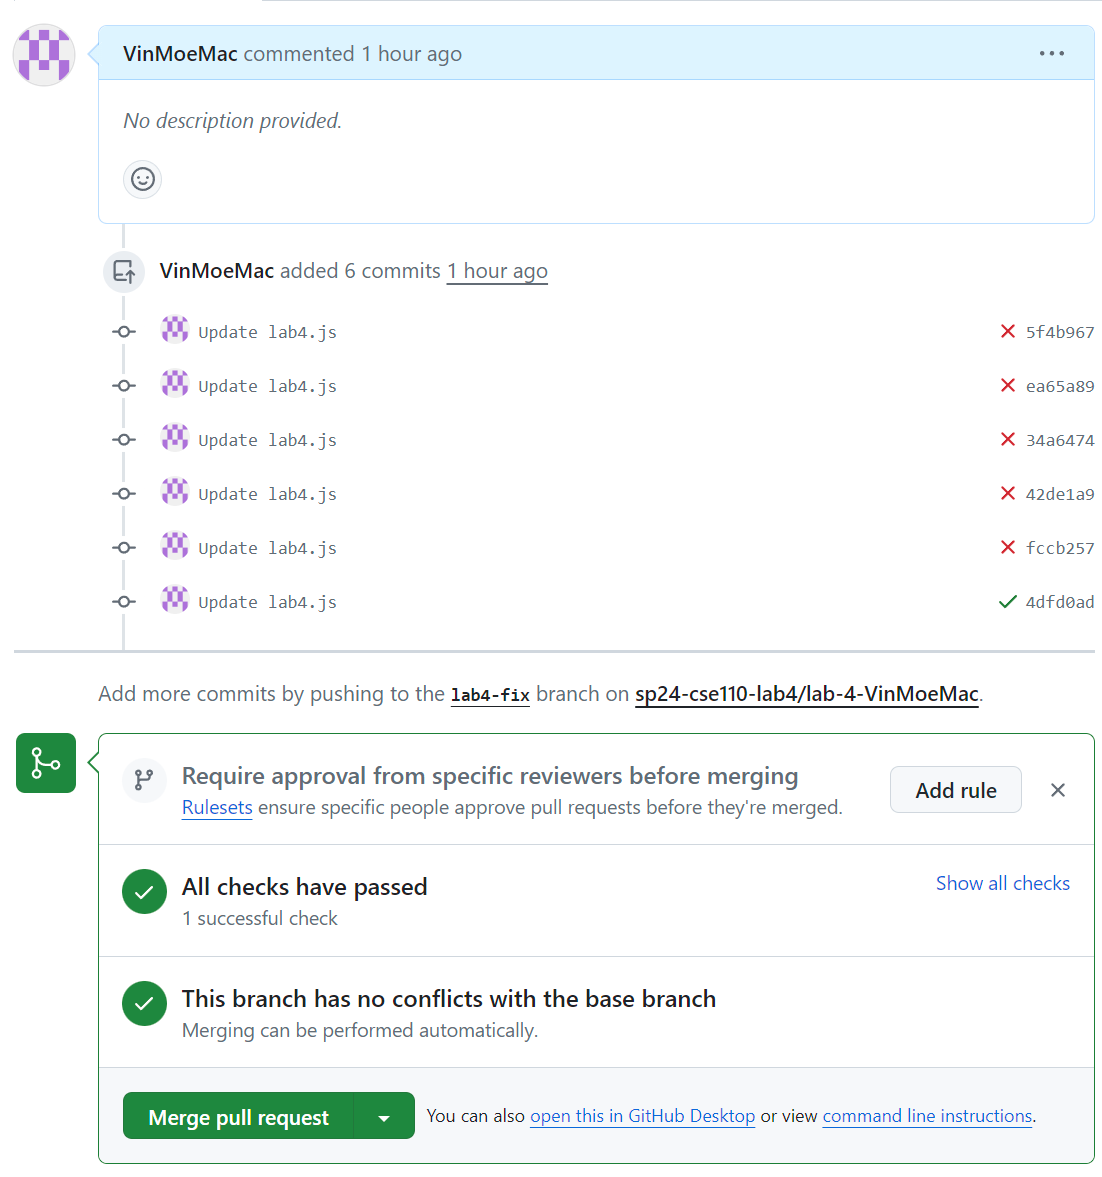 VinMoeMac commented 1 hour ago
No description provided.
VinMoeMac added 6 commits 1 hour ago
Update lab4.js 5f4b967
Update lab4.js ea65a89
Update lab4.js 34a6474
Update lab4.js 42de1a9
Update lab4.js fccb257
Update lab4.js 4dfd0ad
Add more commits by pushing to the lab4-fix branch on sp24-cse110-lab4/lab-4-VinMoeMac.
Require approval from specific reviewers before merging
Rulesets ensure specific people approve pull requests before they're merged.
Add rule
All checks have passed
1 successful check
Show all checks
This branch has no conflicts with the base branch
Merging can be performed automatically.
Merge pull request
You can also open this in GitHub Desktop or view command line instructions.